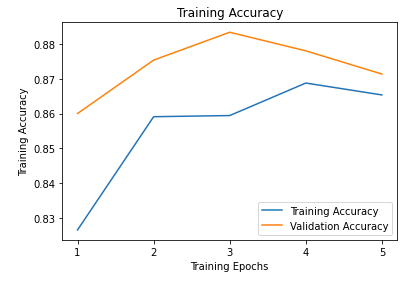 Training Accuracy
Training Accuracy
0.88
0.87
0.86
0.85
0.84
0.83
Training Accuracy
Validation Accuracy
1 2 3 4 5
Training Epochs